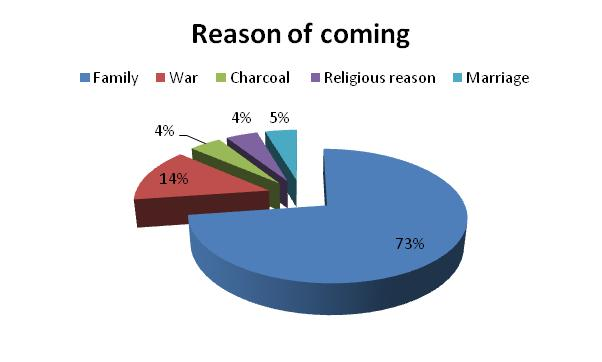 Reason of coming
Family War Charcoal Religious reason Marriage
4% 5%
4%
14%
73%